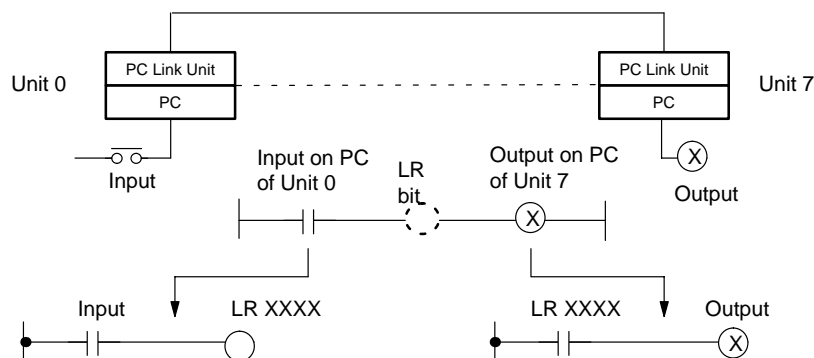 PC Link Unit
PC Link Unit
Unit 0
Unit 7
PC
PC
Input
Input on PC
of Unit 0
LR
bit
Output on PC
of Unit 7
X
Output
X
Input
LR XXXX
LR XXXX
Output
X